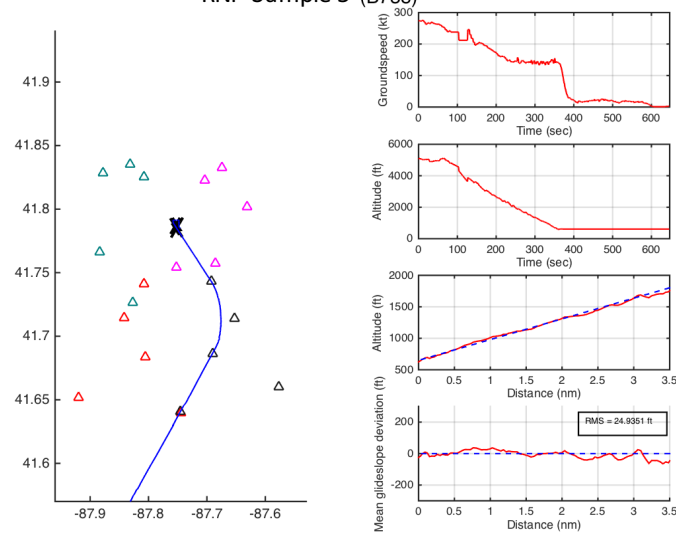 RNP Sample 3 (B738)
41.9
41.85
41.8
41.75
41.7
41.65
41.6
-87.9 -87.8 -87.7 -87.6
Groundspeed (kt)
300
200
100
0
0 100 200 300 400 500 600
Time (sec)
Altitude (ft)
6000
4000
2000
0
0 100 200 300 400 500 600
Time (sec)
Altitude (ft)
2000
1500
1000
500
0 0.5 1 1.5 2 2.5 3 3.5
Distance (nm)
Mean glideslope deviation (ft)
200
0
-200
RMS = 24.9351 ft
0 0.5 1 1.5 2 2.5 3 3.5
Distance (nm)